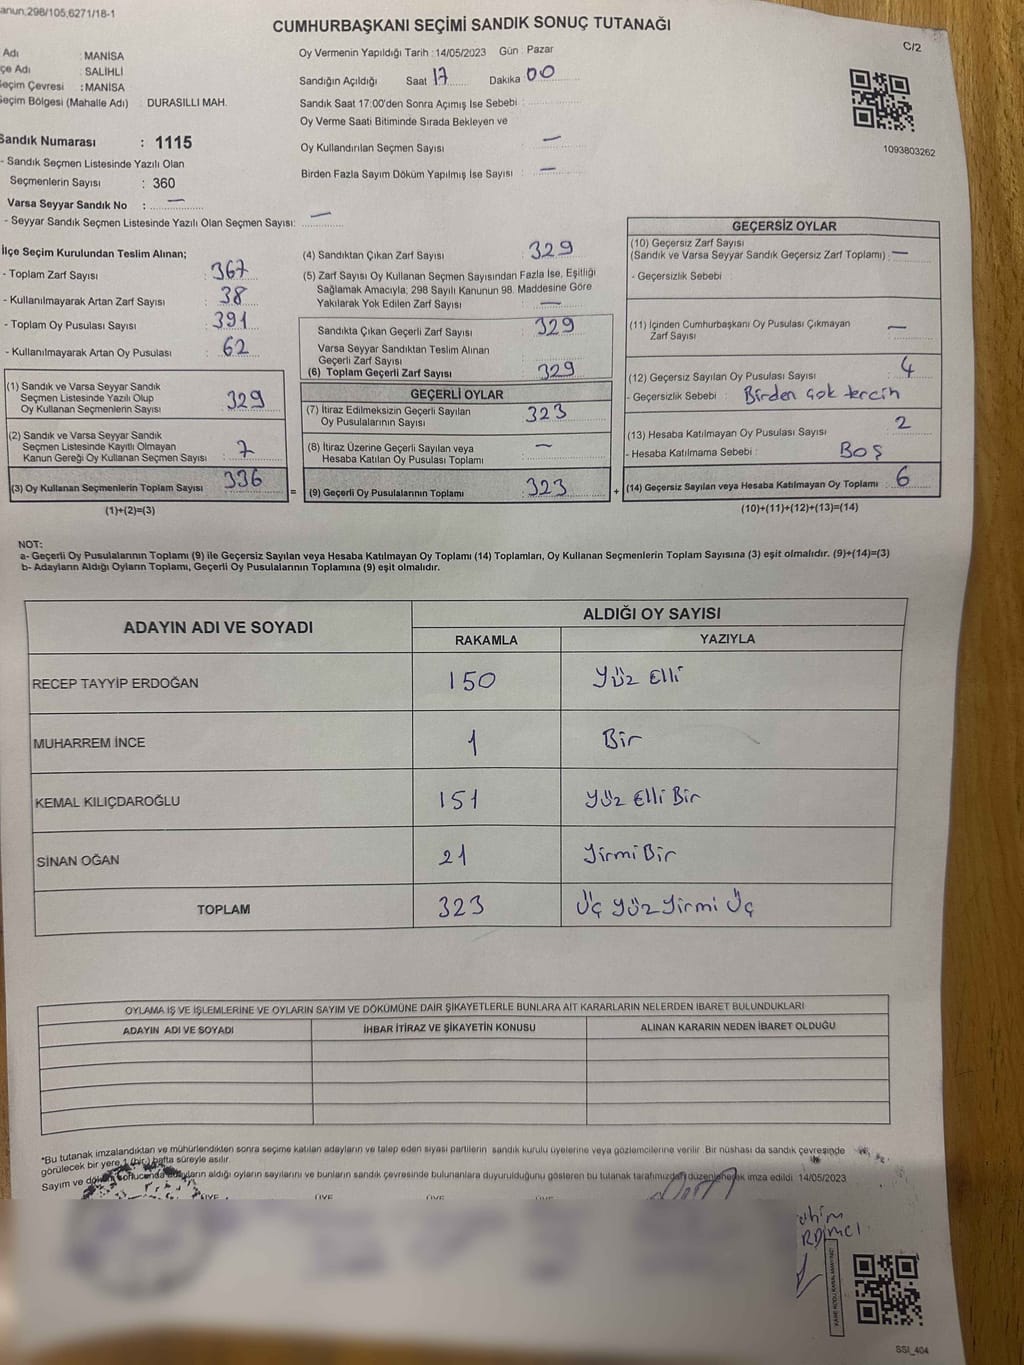 anun:298/105;6271/18-1
CUMHURBAŞKANI SEÇİMİ SANDIK SONUÇ TUTANAĞI
C/2
Adı : MANİSA
çe Adı : SALİHLİ
eçim Çevresi : MANİSA
Seçim Bölgesi (Mahalle Adı) : DURASILLI MAH.
Oy Vermenin Yapıldığı Tarih : 14/05/2023 Gün : Pazar
Sandığın Açıldığı Saat 17 Dakika 00
Sandık Saat 17:00'den Sonra Açımış İse Sebebi :
Oy Verme Saati Bitiminde Sırada Bekleyen ve
Oy Kullandırılan Seçmen Sayısı : —
Birden Fazla Sayım Döküm Yapılmış İse Sayısı : —
1093803262
Sandık Numarası : 1115
- Sandık Seçmen Listesinde Yazılı Olan
Seçmenlerin Sayısı : 360
Varsa Seyyar Sandık No : —
- Seyyar Sandık Seçmen Listesinde Yazılı Olan Seçmen Sayısı: —
İlçe Seçim Kurulundan Teslim Alınan;
- Toplam Zarf Sayısı : 367
- Kullanılmayarak Artan Zarf Sayısı : 38
- Toplam Oy Pusulası Sayısı : 391
- Kullanılmayarak Artan Oy Pusulası : 62
(1) Sandık ve Varsa Seyyar Sandık
Seçmen Listesinde Yazılı Olup
Oy Kullanan Seçmenlerin Sayısı : 329
(2) Sandık ve Varsa Seyyar Sandık
Seçmen Listesinde Kayıtlı Olmayan
Kanun Gereği Oy Kullanan Seçmen Sayısı : 7
(3) Oy Kullanan Seçmenlerin Toplam Sayısı : 336
(1)+(2)=(3)
(4) Sandıktan Çıkan Zarf Sayısı : 329
(5) Zarf Sayısı Oy Kullanan Seçmen Sayısından Fazla İse, Eşitliği
Sağlamak Amacıyla; 298 Sayılı Kanunun 98. Maddesine Göre
Yakılarak Yok Edilen Zarf Sayısı : —
Sandıkta Çıkan Geçerli Zarf Sayısı : 329
Varsa Seyyar Sandıktan Teslim Alınan
Geçerli Zarf Sayısı :
(6) Toplam Geçerli Zarf Sayısı : 329
GEÇERLİ OYLAR
(7) İtiraz Edilmeksizin Geçerli Sayılan
Oy Pusulalarının Sayısı : 323
(8) İtiraz Üzerine Geçerli Sayılan veya
Hesaba Katılan Oy Pusulası Toplamı : —
= (9) Geçerli Oy Pusulalarının Toplamı : 323
GEÇERSİZ OYLAR
(10) Geçersiz Zarf Sayısı
(Sandık ve Varsa Seyyar Sandık Geçersiz Zarf Toplamı) : —
- Geçersizlik Sebebi :
(11) İçinden Cumhurbaşkanı Oy Pusulası Çıkmayan
Zarf Sayısı : —
(12) Geçersiz Sayılan Oy Pusulası Sayısı : 4
- Geçersizlik Sebebi : Birden çok tercih
(13) Hesaba Katılmayan Oy Pusulası Sayısı : 2
- Hesaba Katılmama Sebebi : Boş
+ (14) Geçersiz Sayılan veya Hesaba Katılmayan Oy Toplamı : 6
(10)+(11)+(12)+(13)=(14)
NOT:
a- Geçerli Oy Pusulalarının Toplamı (9) ile Geçersiz Sayılan veya Hesaba Katılmayan Oy Toplamı (14) Toplamları, Oy Kullanan Seçmenlerin Toplam Sayısına (3) eşit olmalıdır. (9)+(14)=(3)
b- Adayların Aldığı Oyların Toplamı, Geçerli Oy Pusulalarının Toplamına (9) eşit olmalıdır.
ADAYIN ADI VE SOYADI
ALDIĞI OY SAYISI
RAKAMLA YAZIYLA
RECEP TAYYİP ERDOĞAN 150 Yüz Elli
MUHARREM İNCE 1 Bir
KEMAL KILIÇDAROĞLU 151 Yüz Elli Bir
SİNAN OĞAN 21 Yirmi Bir
TOPLAM 323 Üç Yüz Yirmi Üç
OYLAMA İŞ VE İŞLEMLERİNE VE OYLARIN SAYIM VE DÖKÜMÜNE DAİR ŞİKAYETLERLE BUNLARA AİT KARARLARIN NELERDEN İBARET BULUNDUKLARI
ADAYIN ADI VE SOYADI İHBAR İTİRAZ VE ŞİKAYETİN KONUSU ALINAN KARARIN NEDEN İBARET OLDUĞU
*Bu tutanak imzalandıktan ve mühürlendikten sonra seçime katılan adayların ve talep eden siyasi partilerin sandık kurulu üyelerine veya gözlemcilerine verilir. Bir nüshası da sandık çevresinde
görülecek bir yere 1 (bir) hafta süreyle asılır.
Sayım ve döküm sonucunda adayların aldığı oyların sayılarını ve bunların sandık çevresinde bulunanlara duyurulduğunu gösteren bu tutanak tarafımızdan düzenlenerek imza edildi. 14/05/2023
ÜYE ÜYE ÜYE ÜYE
SSI_404